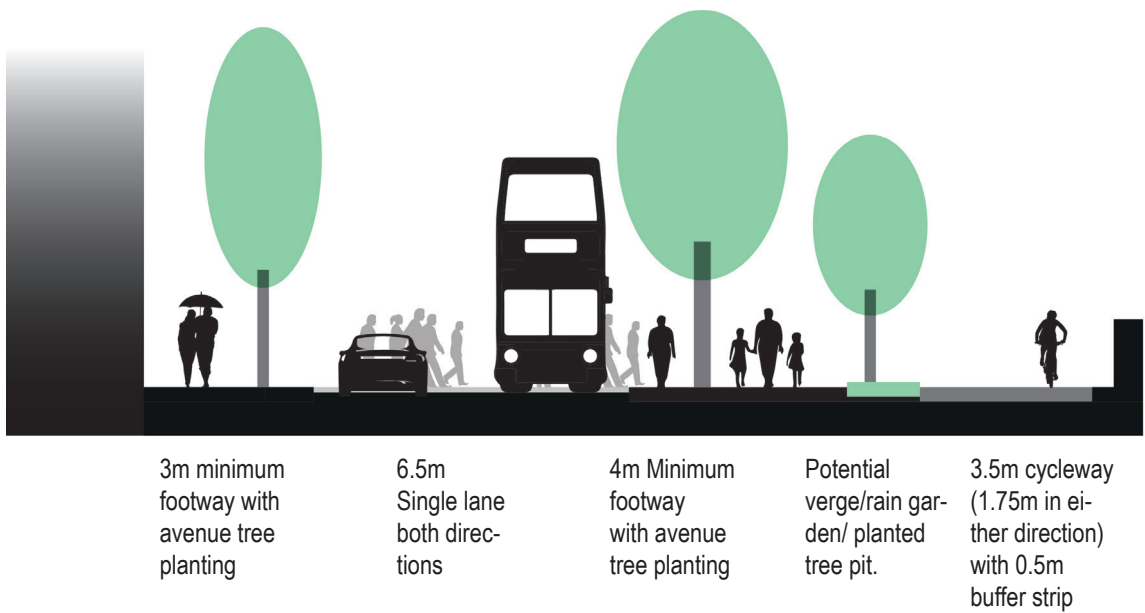 3m minimum
footway with
avenue tree
planting
6.5m
Single lane
both direc-
tions
4m Minimum
footway
with avenue
tree planting
Potential
verge/rain gar-
den/ planted
tree pit.
3.5m cycleway
(1.75m in ei-
ther direction)
with 0.5m
buffer strip